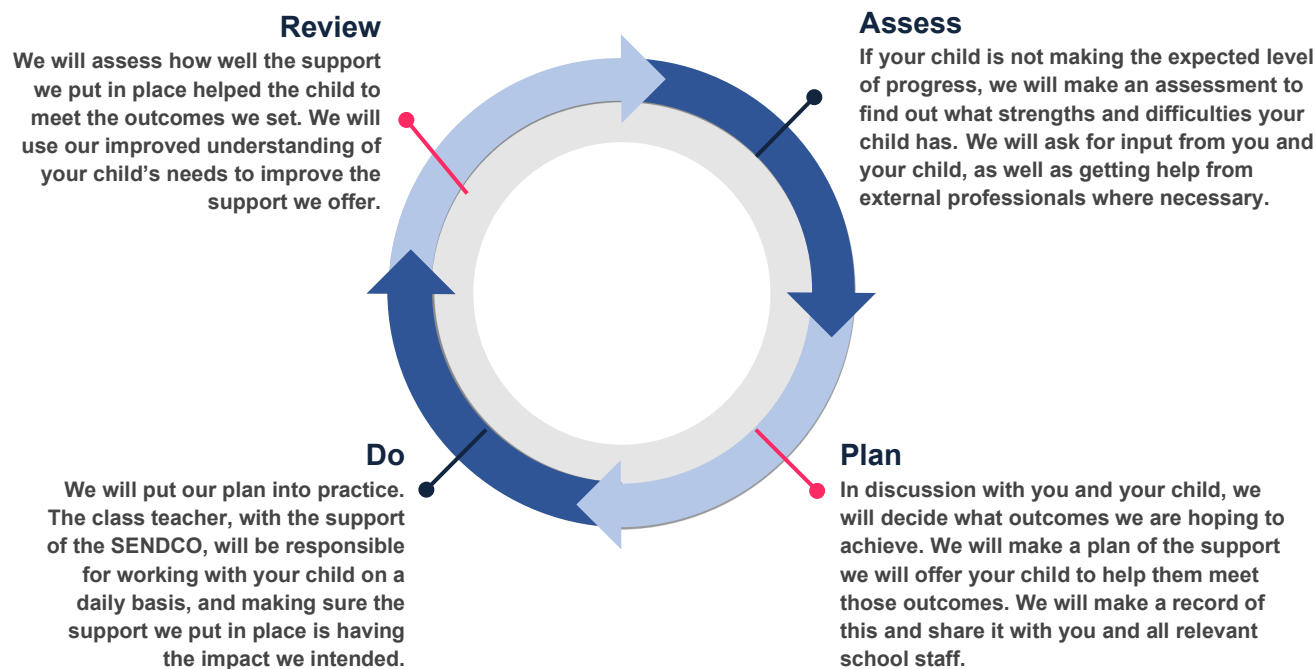 Review
We will assess how well the support
we put in place helped the child to
meet the outcomes we set. We will
use our improved understanding of
your child’s needs to improve the
support we offer.
Assess
If your child is not making the expected level
of progress, we will make an assessment to
find out what strengths and difficulties your
child has. We will ask for input from you and
your child, as well as getting help from
external professionals where necessary.
Do
We will put our plan into practice.
The class teacher, with the support
of the SENDCO, will be responsible
for working with your child on a
daily basis, and making sure the
support we put in place is having
the impact we intended.
Plan
In discussion with you and your child, we
will decide what outcomes we are hoping to
achieve. We will make a plan of the support
we will offer your child to help them meet
those outcomes. We will make a record of
this and share it with you and all relevant
school staff.